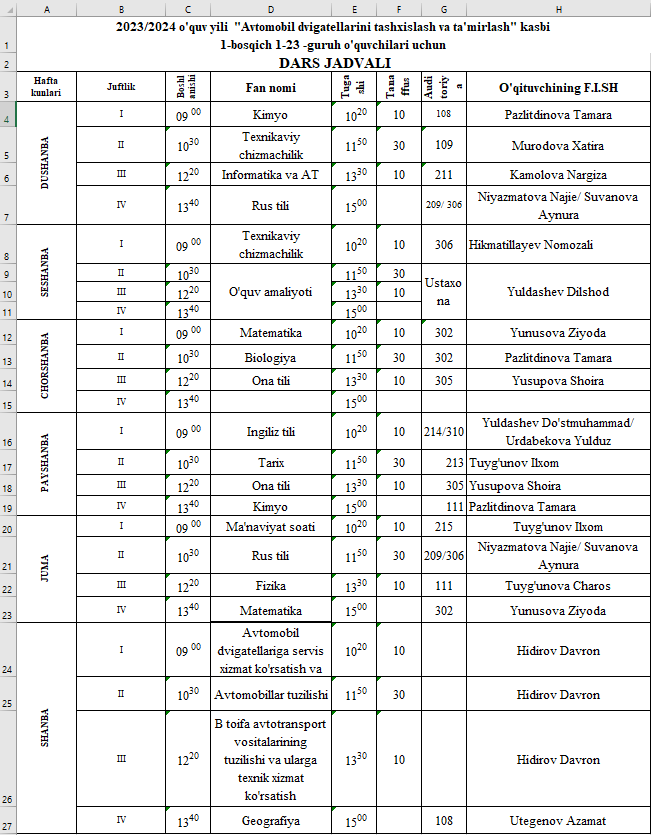 A B C D E F G H
1 2023/2024 o'quv yili "Avtomobil dvigatellarini tashxislash va ta'mirlash" kasbi
1-bosqich 1-23 -guruh o'quvchilari uchun
2 DARS JADVALI
3 Hafta kunlari Juftlik Boshlanishi Fan nomi Tugashi Tanaffus Auditoriya O'qituvchining F.I.SH
DUSHANBA
4 I 09 00 Kimyo 10 20 10 108 Pazlitdinova Tamara
5 II 10 30 Texnikaviy chizmachilik 11 50 30 109 Murodova Xatira
6 III 12 20 Informatika va AT 13 30 10 211 Kamolova Nargiza
7 IV 13 40 Rus tili 15 00 209/ 306 Niyazmatova Najie/ Suvanova Aynura
SESHANBA
8 I 09 00 Texnikaviy chizmachilik 10 20 10 306 Hikmatillayev Nomozali
9 II 10 30 11 50 30
10 III 12 20 O'quv amaliyoti 13 30 10 Ustaxona Yuldashev Dilshod
11 IV 13 40 15 00
CHORSHANBA
12 I 09 00 Matematika 10 20 10 302 Yunusova Ziyoda
13 II 10 30 Biologiya 11 50 30 302 Pazlitdinova Tamara
14 III 12 20 Ona tili 13 30 10 305 Yusupova Shoira
15 IV 13 40 15 00
PAYSHANBA
16 I 09 00 Ingiliz tili 10 20 10 214/310 Yuldashev Do'stmuhammad/ Urdabekova Yulduz
17 II 10 30 Tarix 11 50 30 213 Tuyg'unov Ilxom
18 III 12 20 Ona tili 13 30 10 305 Yusupova Shoira
19 IV 13 40 Kimyo 15 00 111 Pazlitdinova Tamara
JUMA
20 I 09 00 Ma'naviyat soati 10 20 10 215 Tuyg'unov Ilxom
21 II 10 30 Rus tili 11 50 30 209/306 Niyazmatova Najie/ Suvanova Aynura
22 III 12 20 Fizika 13 30 10 111 Tuyg'unova Charos
23 IV 13 40 Matematika 15 00 302 Yunusova Ziyoda
SHANBA
24 I 09 00 Avtomobil dvigatellariga servis xizmat ko'rsatish va 10 20 10 Hidirov Davron
25 II 10 30 Avtomobillar tuzilishi 11 50 30 Hidirov Davron
26 III 12 20 B toifa avtotransport vositalarining tuzilishi va ularga texnik xizmat ko'rsatish 13 30 10 Hidirov Davron
27 IV 13 40 Geografiya 15 00 108 Utegenov Azamat